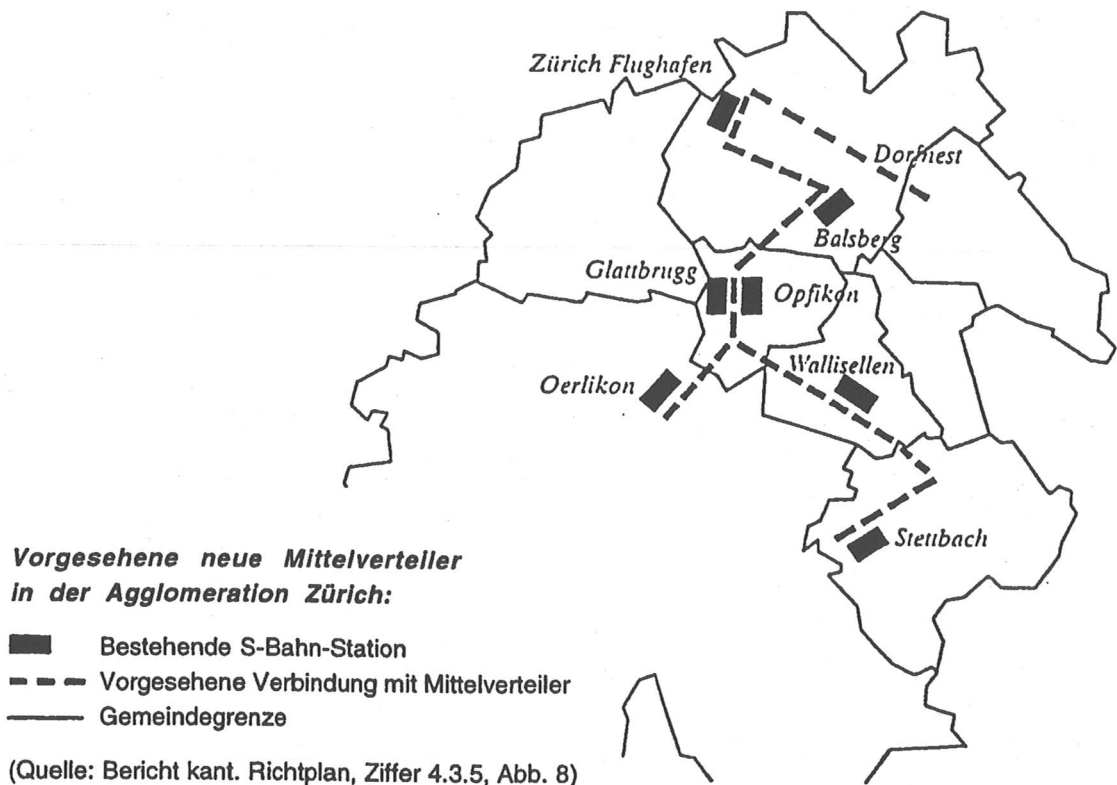 Zürich Flughafen
Dorfnest
Balsberg
Glattbrugg
Opfikon
Wallisellen
Oerlikon
Stettbach
Vorgesehene neue Mittelverteiler
in der Agglomeration Zürich:
Bestehende S-Bahn-Station
Vorgesehene Verbindung mit Mittelverteiler
Gemeindegrenze
(Quelle: Bericht kant. Richtplan, Ziffer 4.3.5, Abb. 8)